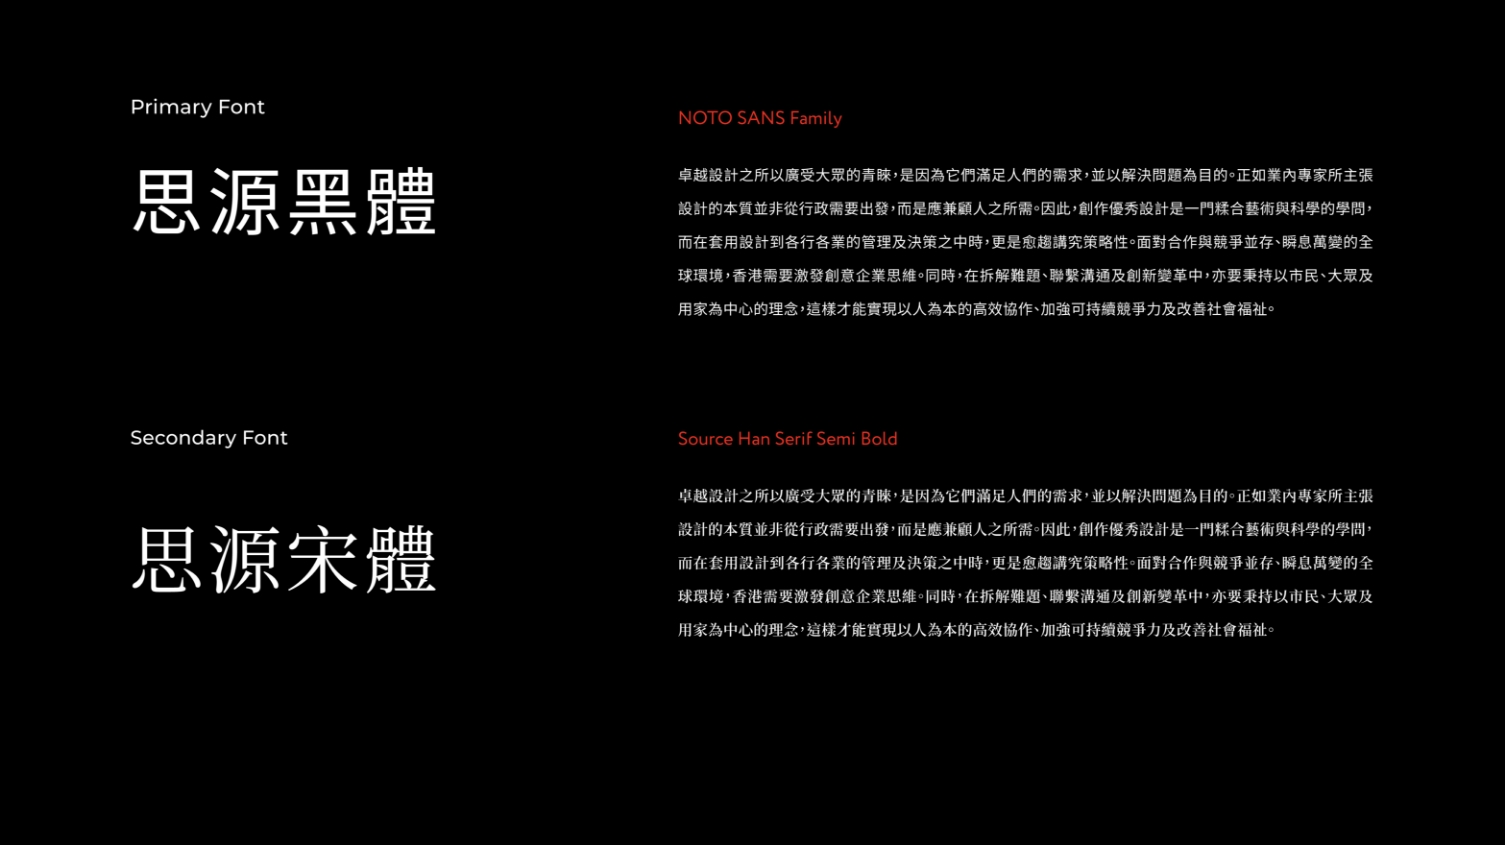 Primary Font
思源黑體
NOTO SANS Family
卓越設計之所以廣受大眾的青睞，是因為它們滿足人們的需求，並以解決問題為目的。正如業內專家所主張
設計的本質並非從行政需要出發，而是應兼顧人之所需。因此，創作優秀設計是一門糅合藝術與科學的學問，
而在套用設計到各行各業的管理及決策之中時，更是愈趨講究策略性。面對合作與競爭並存、瞬息萬變的全
球環境，香港需要激發創意企業思維。同時，在拆解難題、聯繫溝通及創新變革中，亦要秉持以市民、大眾及
用家為中心的理念，這樣才能實現以人為本的高效協作、加強可持續競爭力及改善社會福祉。
Secondary Font
思源宋體
Source Han Serif Semi Bold
卓越設計之所以廣受大眾的青睞，是因為它們滿足人們的需求，並以解決問題為目的。正如業內專家所主張
設計的本質並非從行政需要出發，而是應兼顧人之所需。因此，創作優秀設計是一門糅合藝術與科學的學問，
而在套用設計到各行各業的管理及決策之中時，更是愈趨講究策略性。面對合作與競爭並存、瞬息萬變的全
球環境，香港需要激發創意企業思維。同時，在拆解難題、聯繫溝通及創新變革中，亦要秉持以市民、大眾及
用家為中心的理念，這樣才能實現以人為本的高效協作、加強可持續競爭力及改善社會福祉。